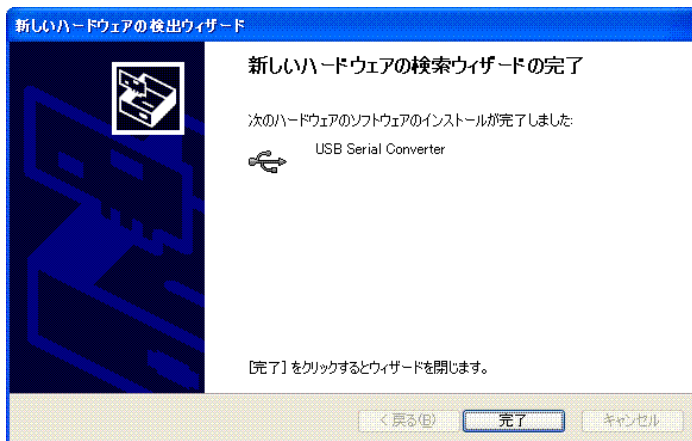 新しいハードウェアの検出ウィザード
新しいハードウェアの検索ウィザードの完了
次のハードウェアのソフトウェアのインストールが完了しました:
USB Serial Converter
[完了] をクリックするとウィザードを閉じます。
< 戻る(B) 完了 キャンセル